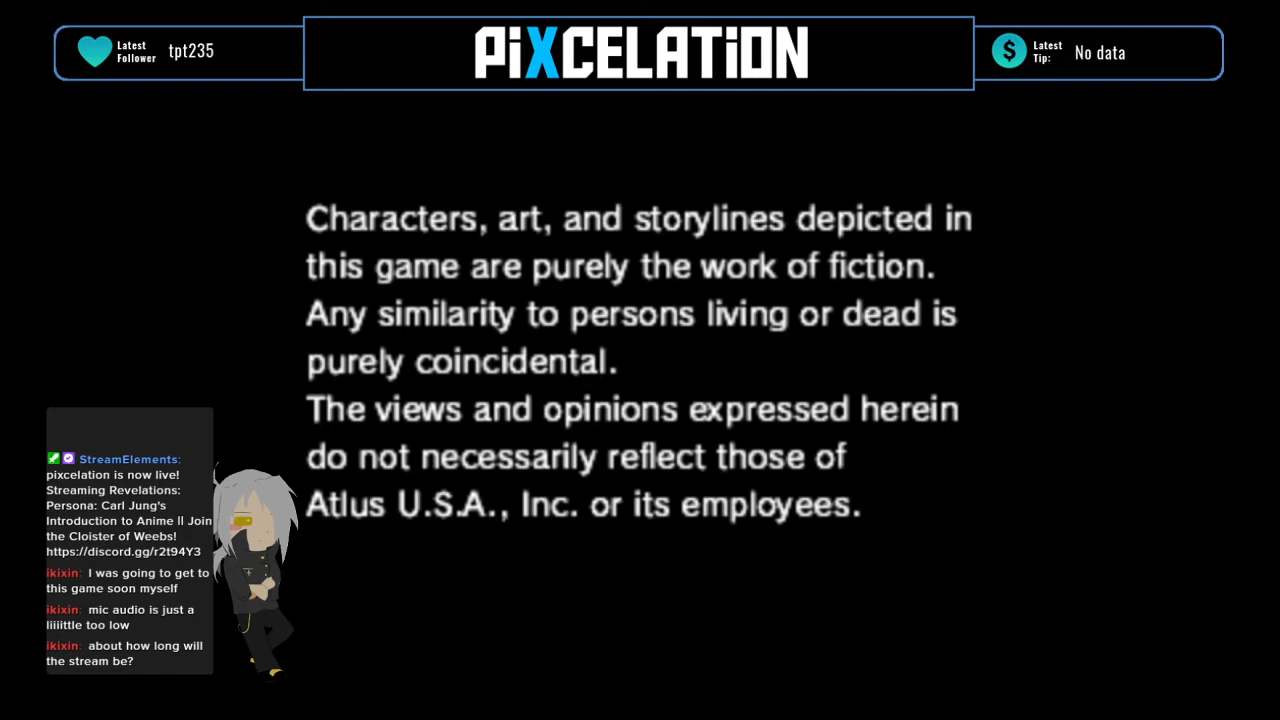 Latest
Follower
tpt235
PiXCELATiON
Latest
Tip:
No data
Characters, art, and storylines depicted in
this game are purely the work of fiction.
Any similarity to persons living or dead is
purely coincidental.
The views and opinions expressed herein
do not necessarily reflect those of
Atlus U.S.A., Inc. or its employees.
StreamElements:
pixcelation is now live!
Streaming Revelations:
Persona: Carl Jung's
Introduction to Anime || Join
the Cloister of Weebs!
https://discord.gg/r2t94Y3
ikixin: I was going to get to
this game soon myself
ikixin: mic audio is just a
liiiittle too low
ikixin: about how long will
the stream be?